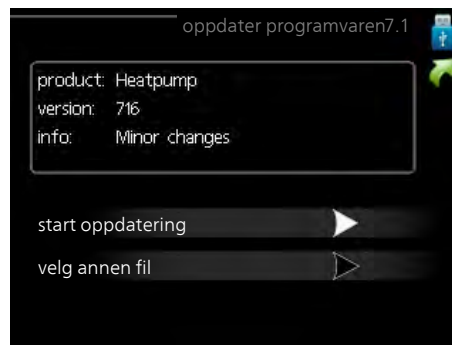 oppdater programvaren7.1
product: Heatpump
version: 716
info: Minor changes
start oppdatering
velg annen fil